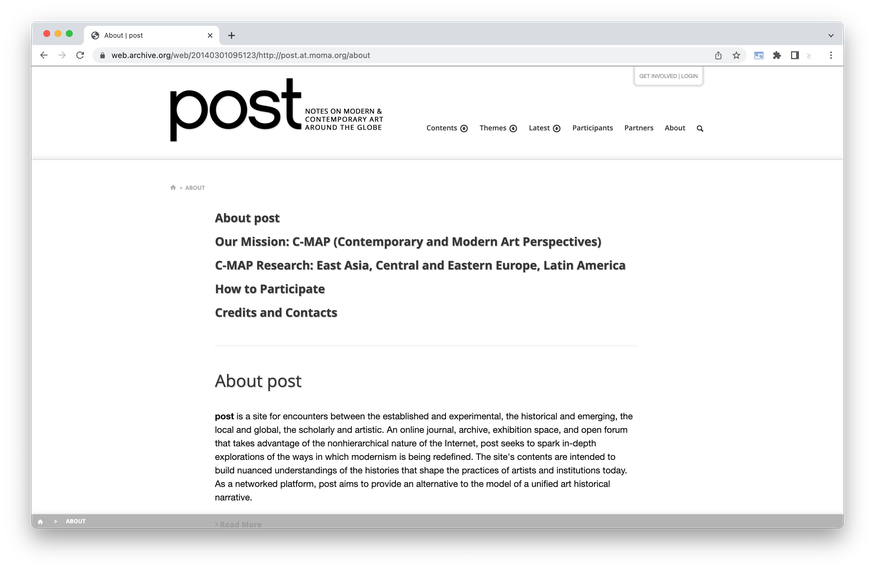 About | post
web.archive.org/web/20140301095123/http://post.at.moma.org/about
GET INVOLVED | LOGIN
post
NOTES ON MODERN &
CONTEMPORARY ART
AROUND THE GLOBE
Contents Themes Latest Participants Partners About
» ABOUT
About post
Our Mission: C-MAP (Contemporary and Modern Art Perspectives)
C-MAP Research: East Asia, Central and Eastern Europe, Latin America
How to Participate
Credits and Contacts
About post
post is a site for encounters between the established and experimental, the historical and emerging, the
local and global, the scholarly and artistic. An online journal, archive, exhibition space, and open forum
that takes advantage of the nonhierarchical nature of the Internet, post seeks to spark in-depth
explorations of the ways in which modernism is being redefined. The site's contents are intended to
build nuanced understandings of the histories that shape the practices of artists and institutions today.
As a networked platform, post aims to provide an alternative to the model of a unified art historical
narrative.
› Read More
> ABOUT